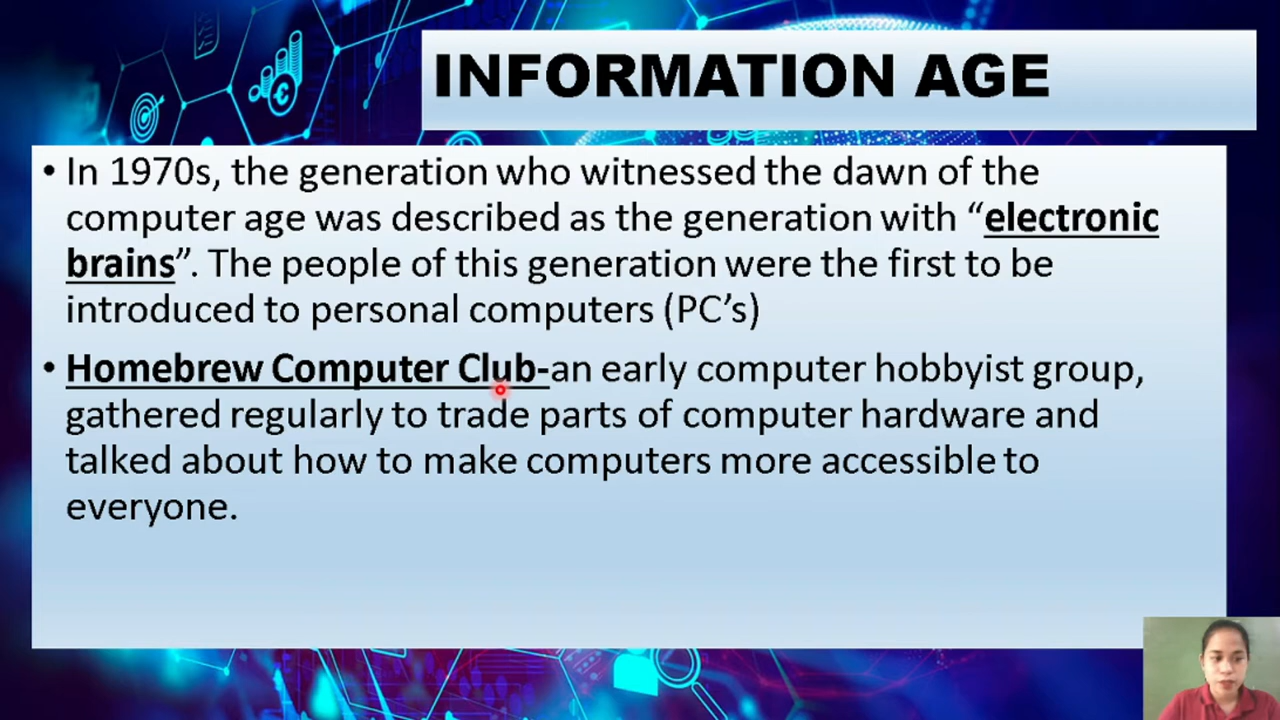 INFORMATION AGE
• In 1970s, the generation who witnessed the dawn of the
computer age was described as the generation with “electronic
brains”. The people of this generation were the first to be
introduced to personal computers (PC’s)
• Homebrew Computer Club-an early computer hobbyist group,
gathered regularly to trade parts of computer hardware and
talked about how to make computers more accessible to
everyone.